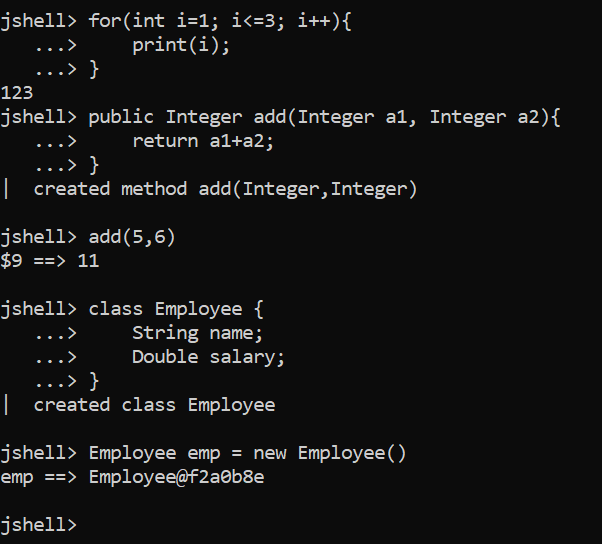 jshell> for(int i=1; i<=3; i++){
   ...>     print(i);
   ...> }
123
jshell> public Integer add(Integer a1, Integer a2){
   ...>     return a1+a2;
   ...> }
|  created method add(Integer,Integer)

jshell> add(5,6)
$9 ==> 11

jshell> class Employee {
   ...>     String name;
   ...>     Double salary;
   ...> }
|  created class Employee

jshell> Employee emp = new Employee()
emp ==> Employee@f2a0b8e

jshell>